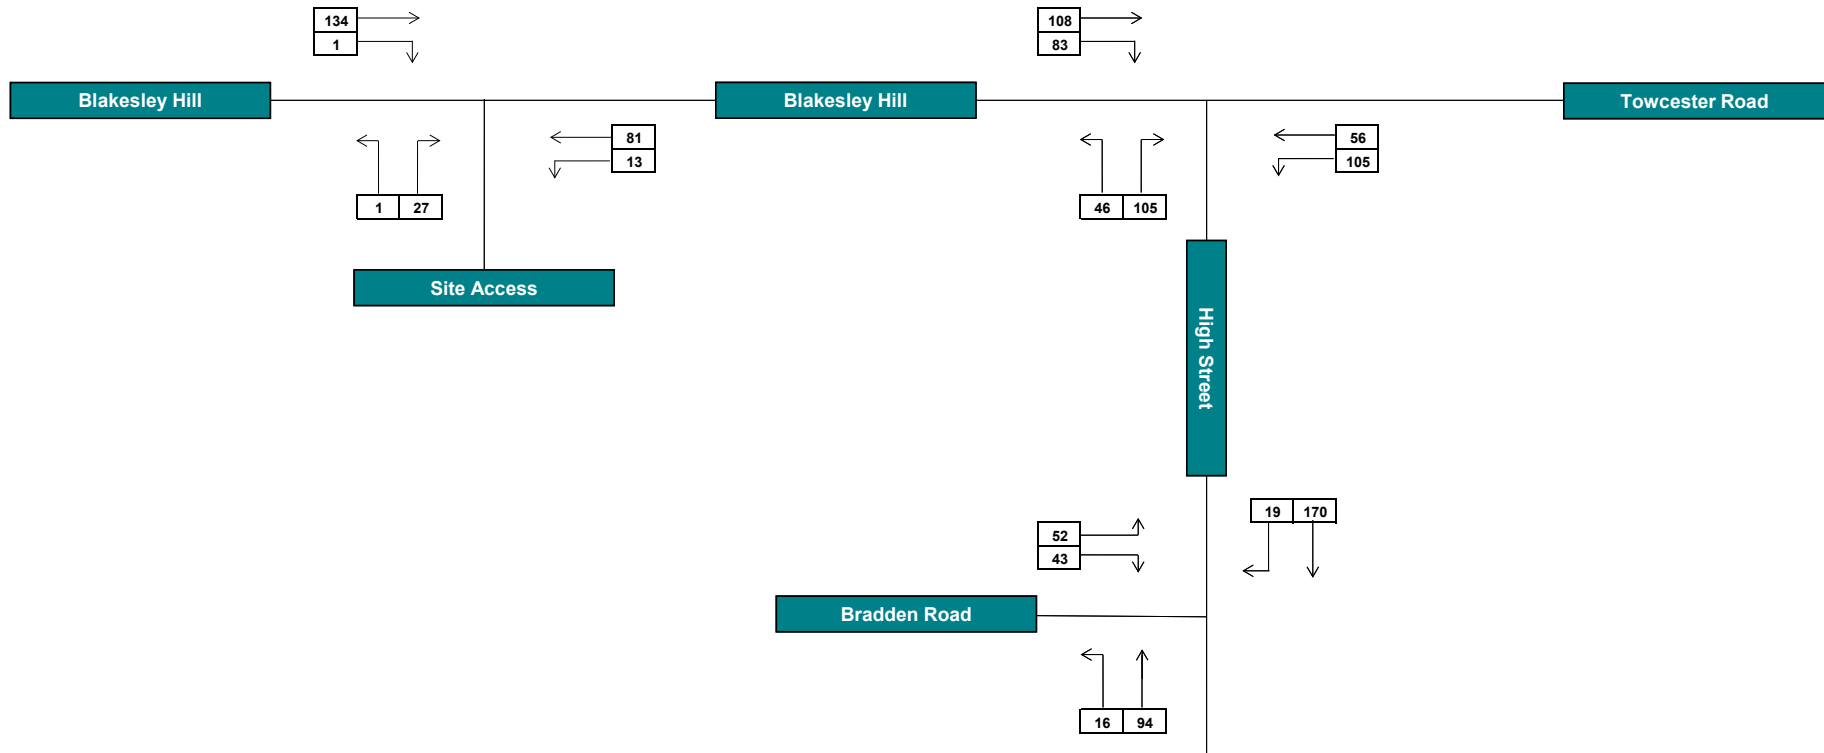 134
1
108
83
Blakesley Hill
Blakesley Hill
Towcester Road
81
13
56
105
1 27
46 105
Site Access
High Street
19 170
52
43
Bradden Road
16 94